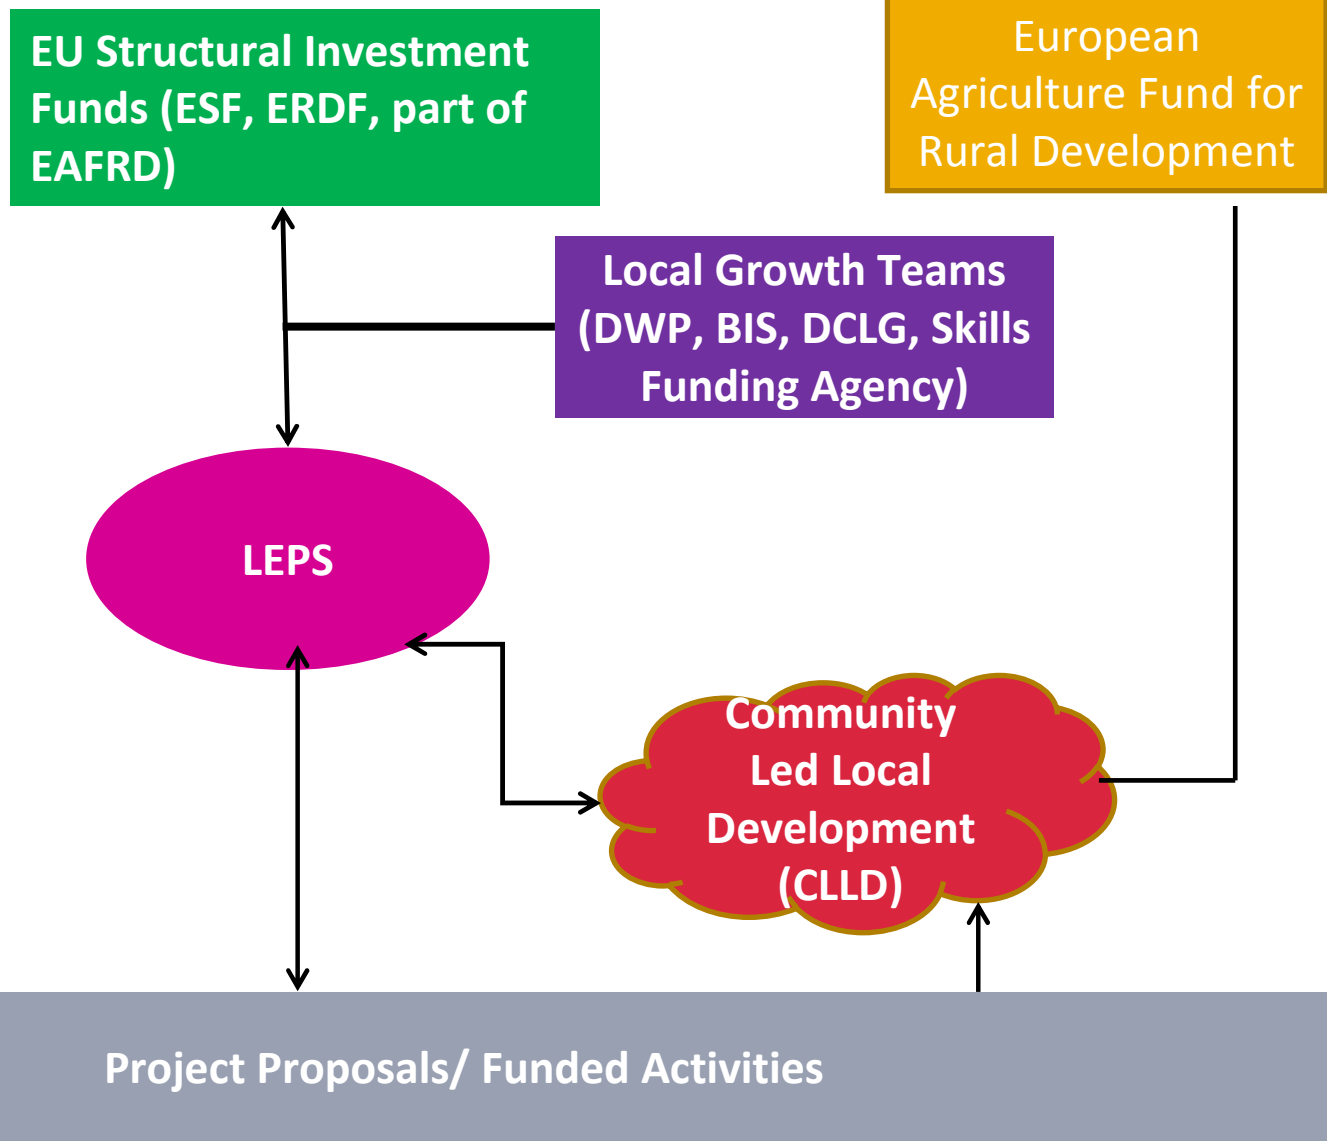 EU Structural Investment
Funds (ESF, ERDF, part of
EAFRD)
European
Agriculture Fund for
Rural Development
Local Growth Teams
(DWP, BIS, DCLG, Skills
Funding Agency)
LEPS
Community
Led Local
Development
(CLLD)
Project Proposals/ Funded Activities